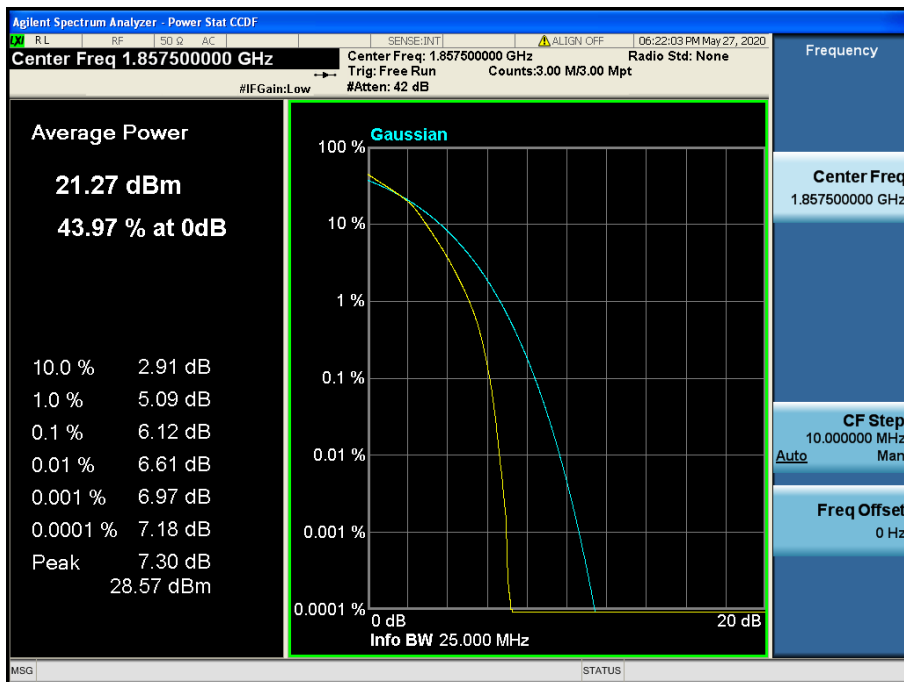 Agilent Spectrum Analyzer - Power Stat CCDF
LXI RL RF 50 Ω AC SENSE:INT ALIGN OFF 06:22:03 PM May 27, 2020
Center Freq 1.857500000 GHz
Center Freq: 1.857500000 GHz Radio Std: None
Trig: Free Run Counts:3.00 M/3.00 Mpt
#IFGain:Low #Atten: 42 dB
Frequency
Average Power
21.27 dBm
43.97 % at 0dB
10.0 % 2.91 dB
1.0 % 5.09 dB
0.1 % 6.12 dB
0.01 % 6.61 dB
0.001 % 6.97 dB
0.0001 % 7.18 dB
Peak 7.30 dB
28.57 dBm
Gaussian
100 %
10 %
1 %
0.1 %
0.01 %
0.001 %
0.0001 %
0 dB 20 dB
Info BW 25.000 MHz
Center Freq
1.857500000 GHz
CF Step
10.000000 MHz
Auto Man
Freq Offset
0 Hz
MSG STATUS